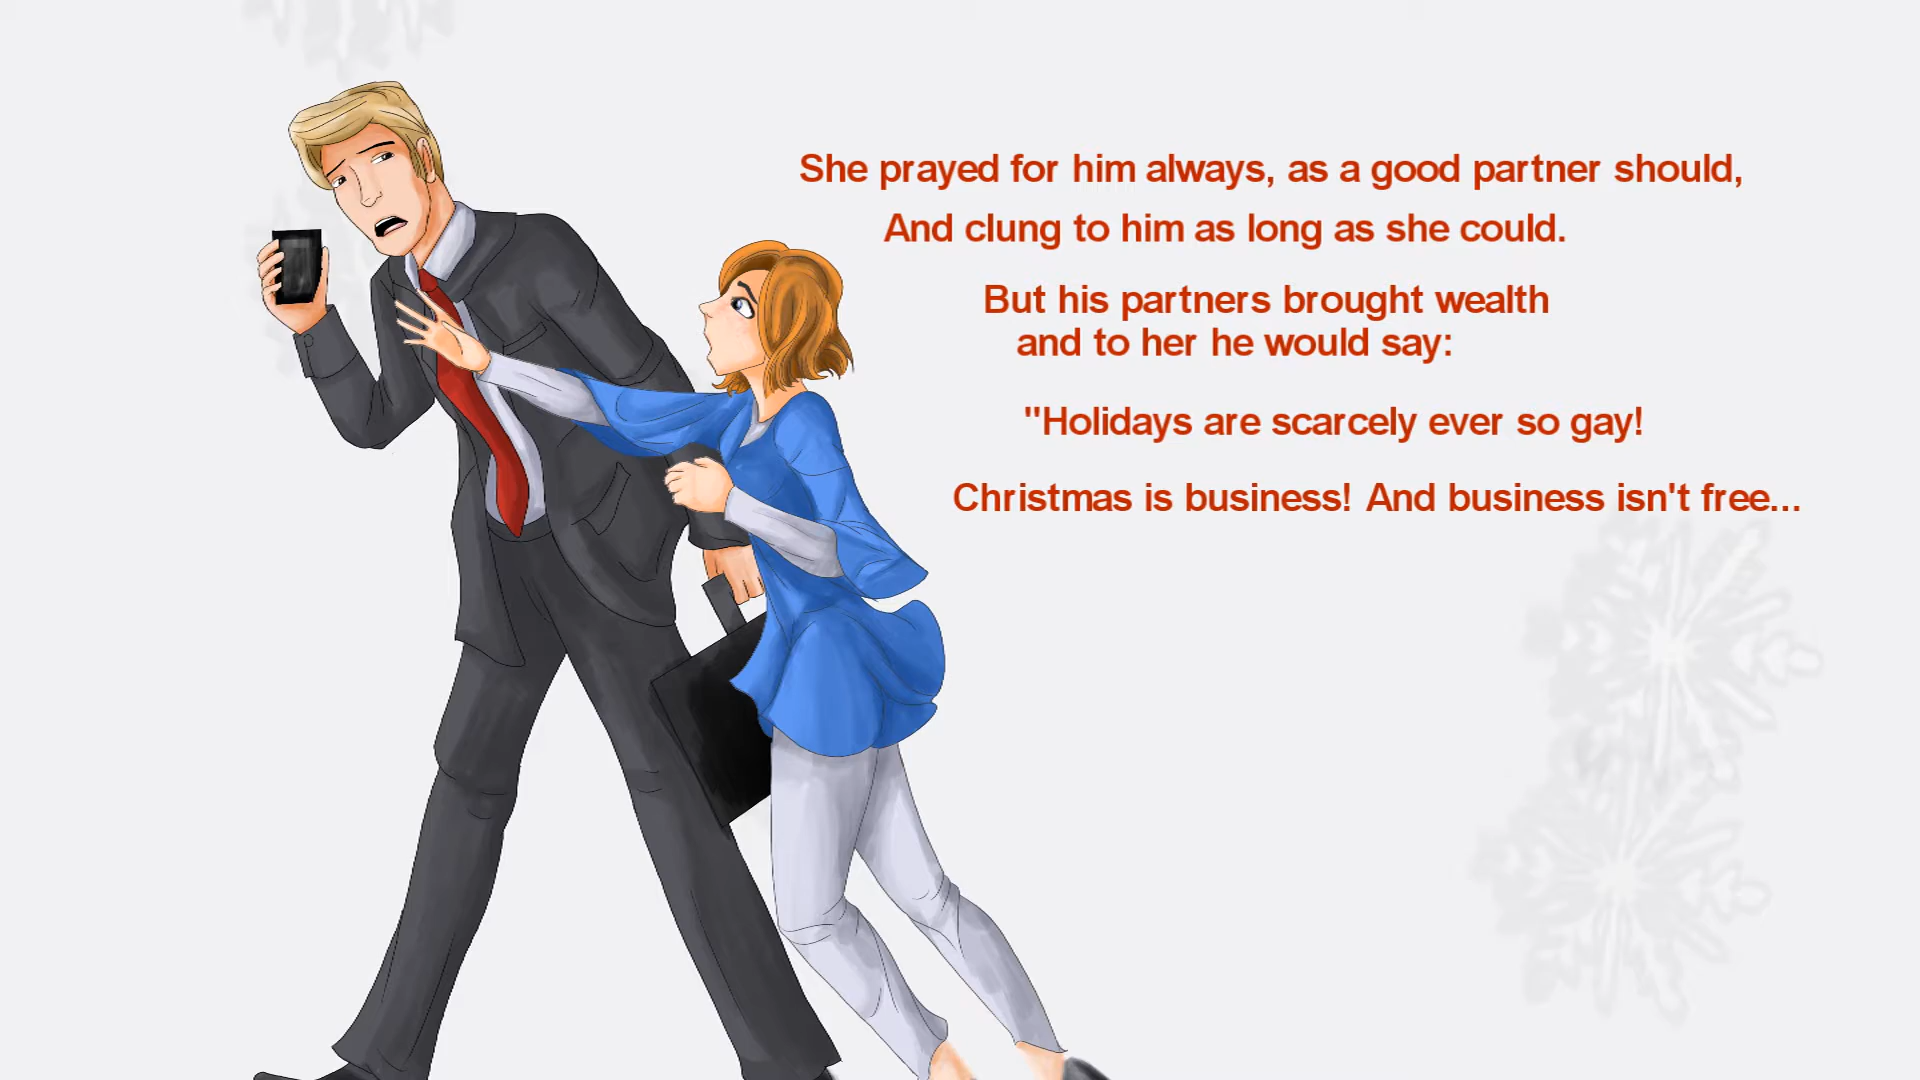 She prayed for him always, as a good partner should,
And clung to him as long as she could.
But his partners brought wealth
and to her he would say:
"Holidays are scarcely ever so gay!
Christmas is business! And business isn't free...